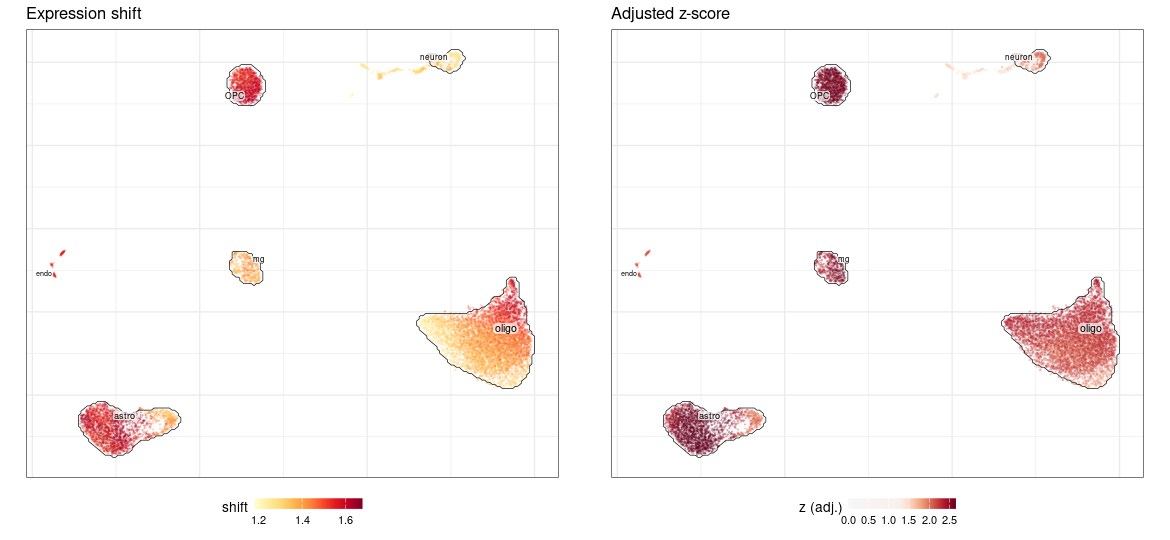 Expression shift
neuron
OPC
mg
endo
oligo
astro
shift
1.2 1.4 1.6
Adjusted z-score
neuron
OPC
mg
endo
oligo
astro
z (adj.)
0.0 0.5 1.0 1.5 2.0 2.5